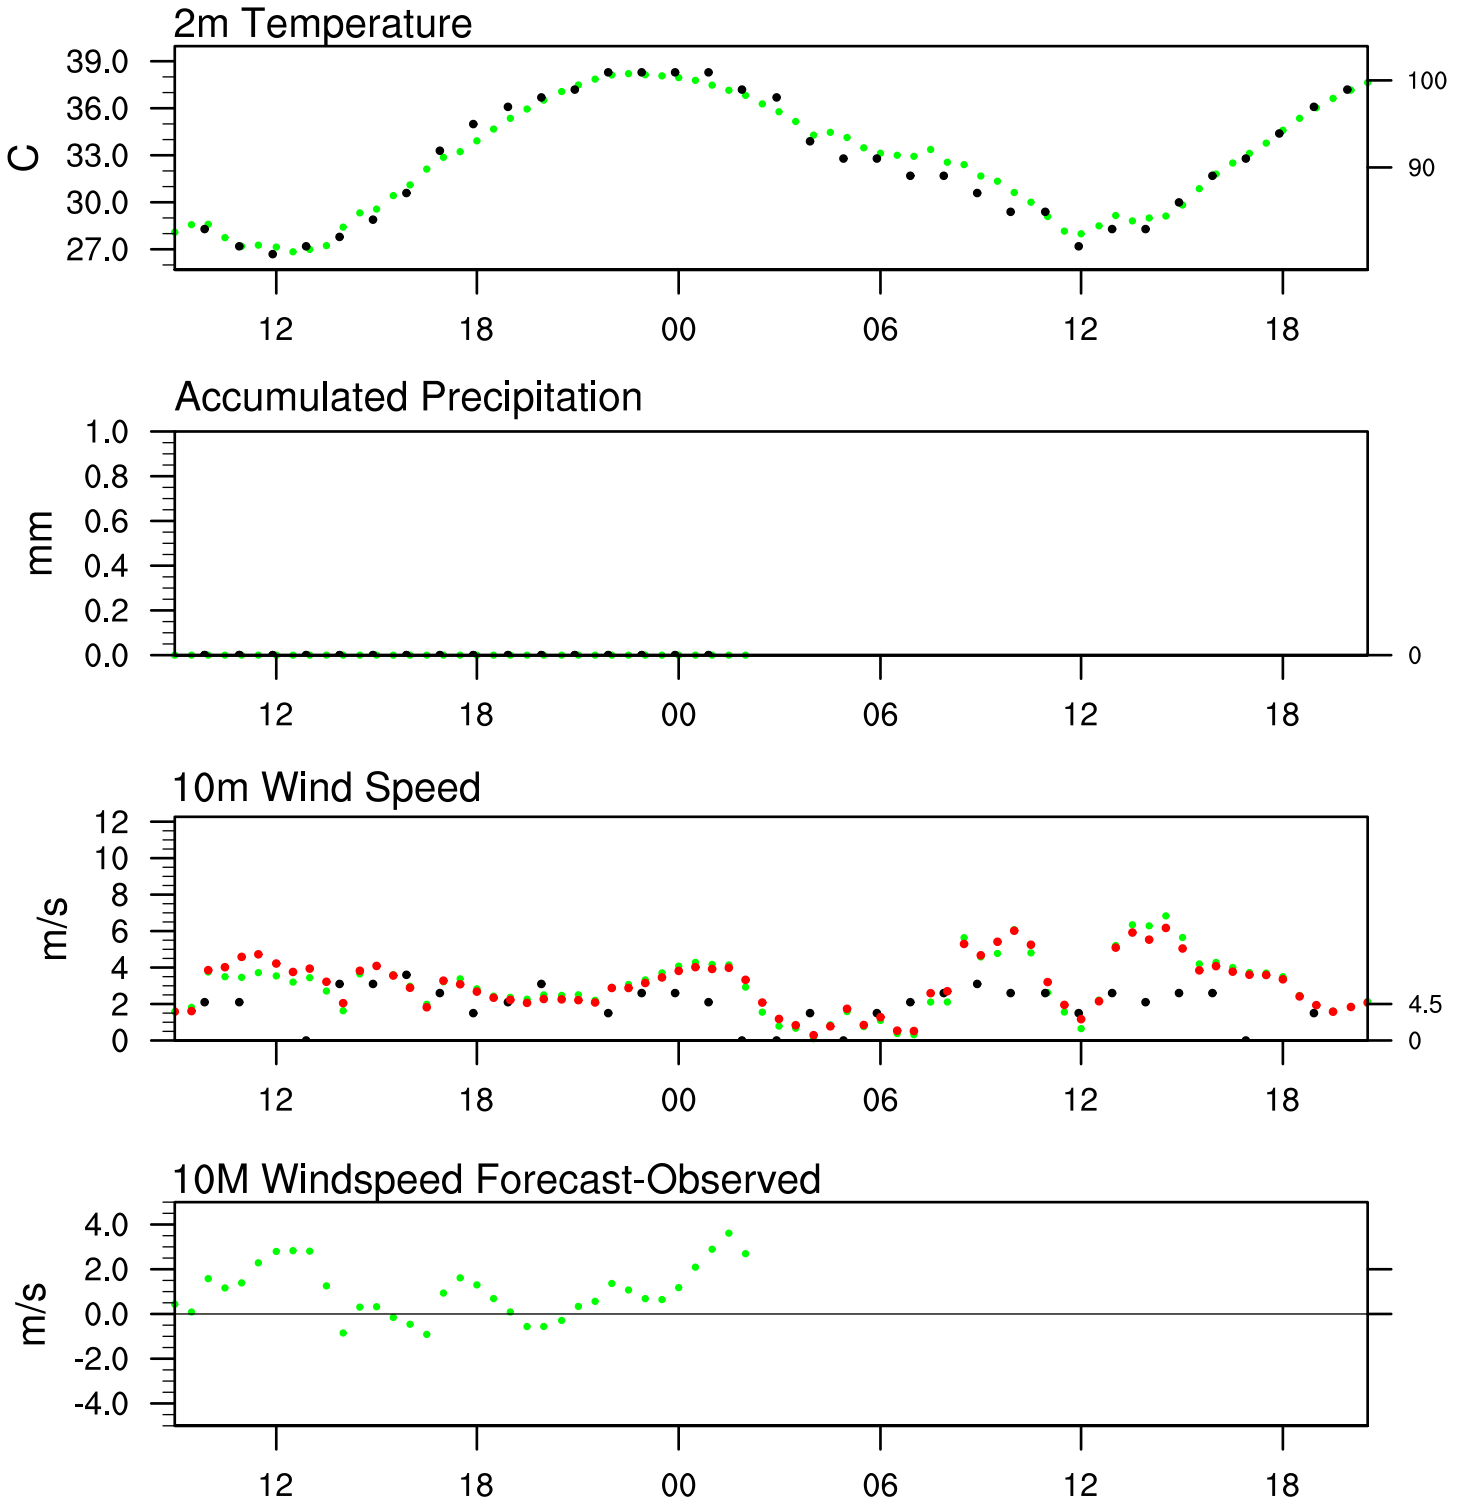 2m Temperature
39.0
36.0
33.0
30.0
27.0
C
100
90
12 18 00 06 12 18
Accumulated Precipitation
1.0
0.8
0.6
0.4
0.2
0.0
mm
0
12 18 00 06 12 18
10m Wind Speed
12
10
8
6
4
2
0
m/s
4.5
0
12 18 00 06 12 18
10M Windspeed Forecast-Observed
4.0
2.0
0.0
-2.0
-4.0
m/s
12 18 00 06 12 18